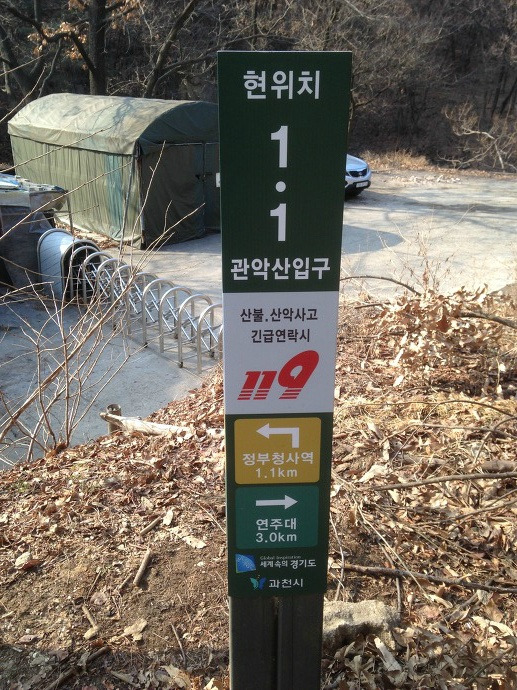 현위치
1
·
1
관악산입구
산불.산악사고
긴급연락시
119
정부청사역
1.1km
연주대
3.0km
Global Inspiration
세계속의 경기도
과천시